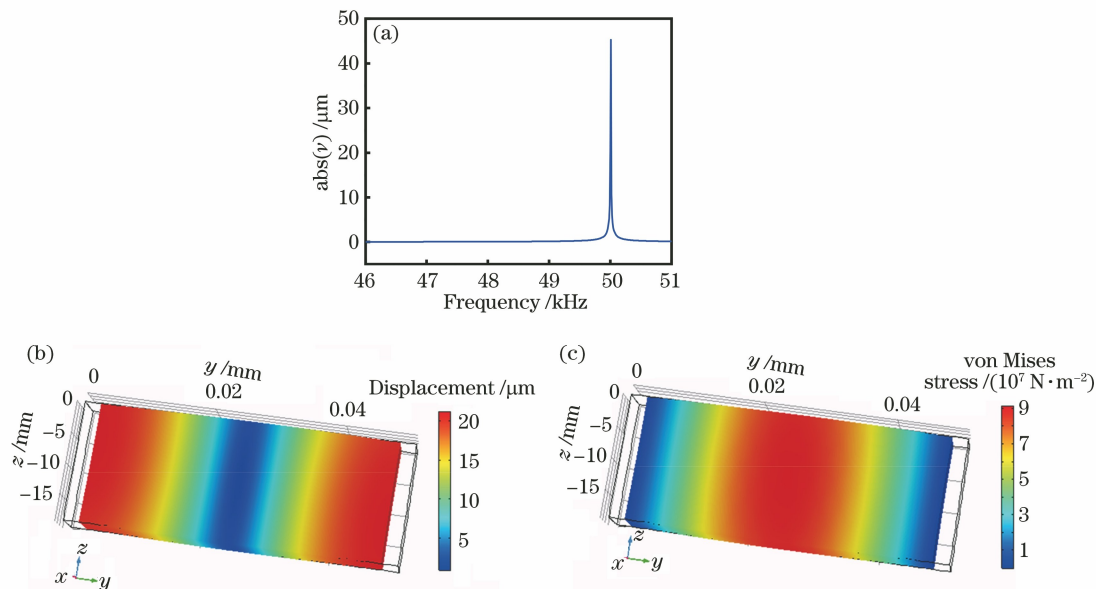 (a)
50
40
30
20
10
0
abs(v) /μm
46 47 48 49 50 51
Frequency /kHz
(b)
y /mm
0
0.02
0.04
0
−5
−10
−15
z /mm
Displacement /μm
20
15
10
5
z
x
y
(c)
y /mm
0
0.02
0.04
0
−5
−10
−15
z /mm
von Mises
stress /(10⁷ N·m⁻²)
9
7
5
3
1
z
x
y